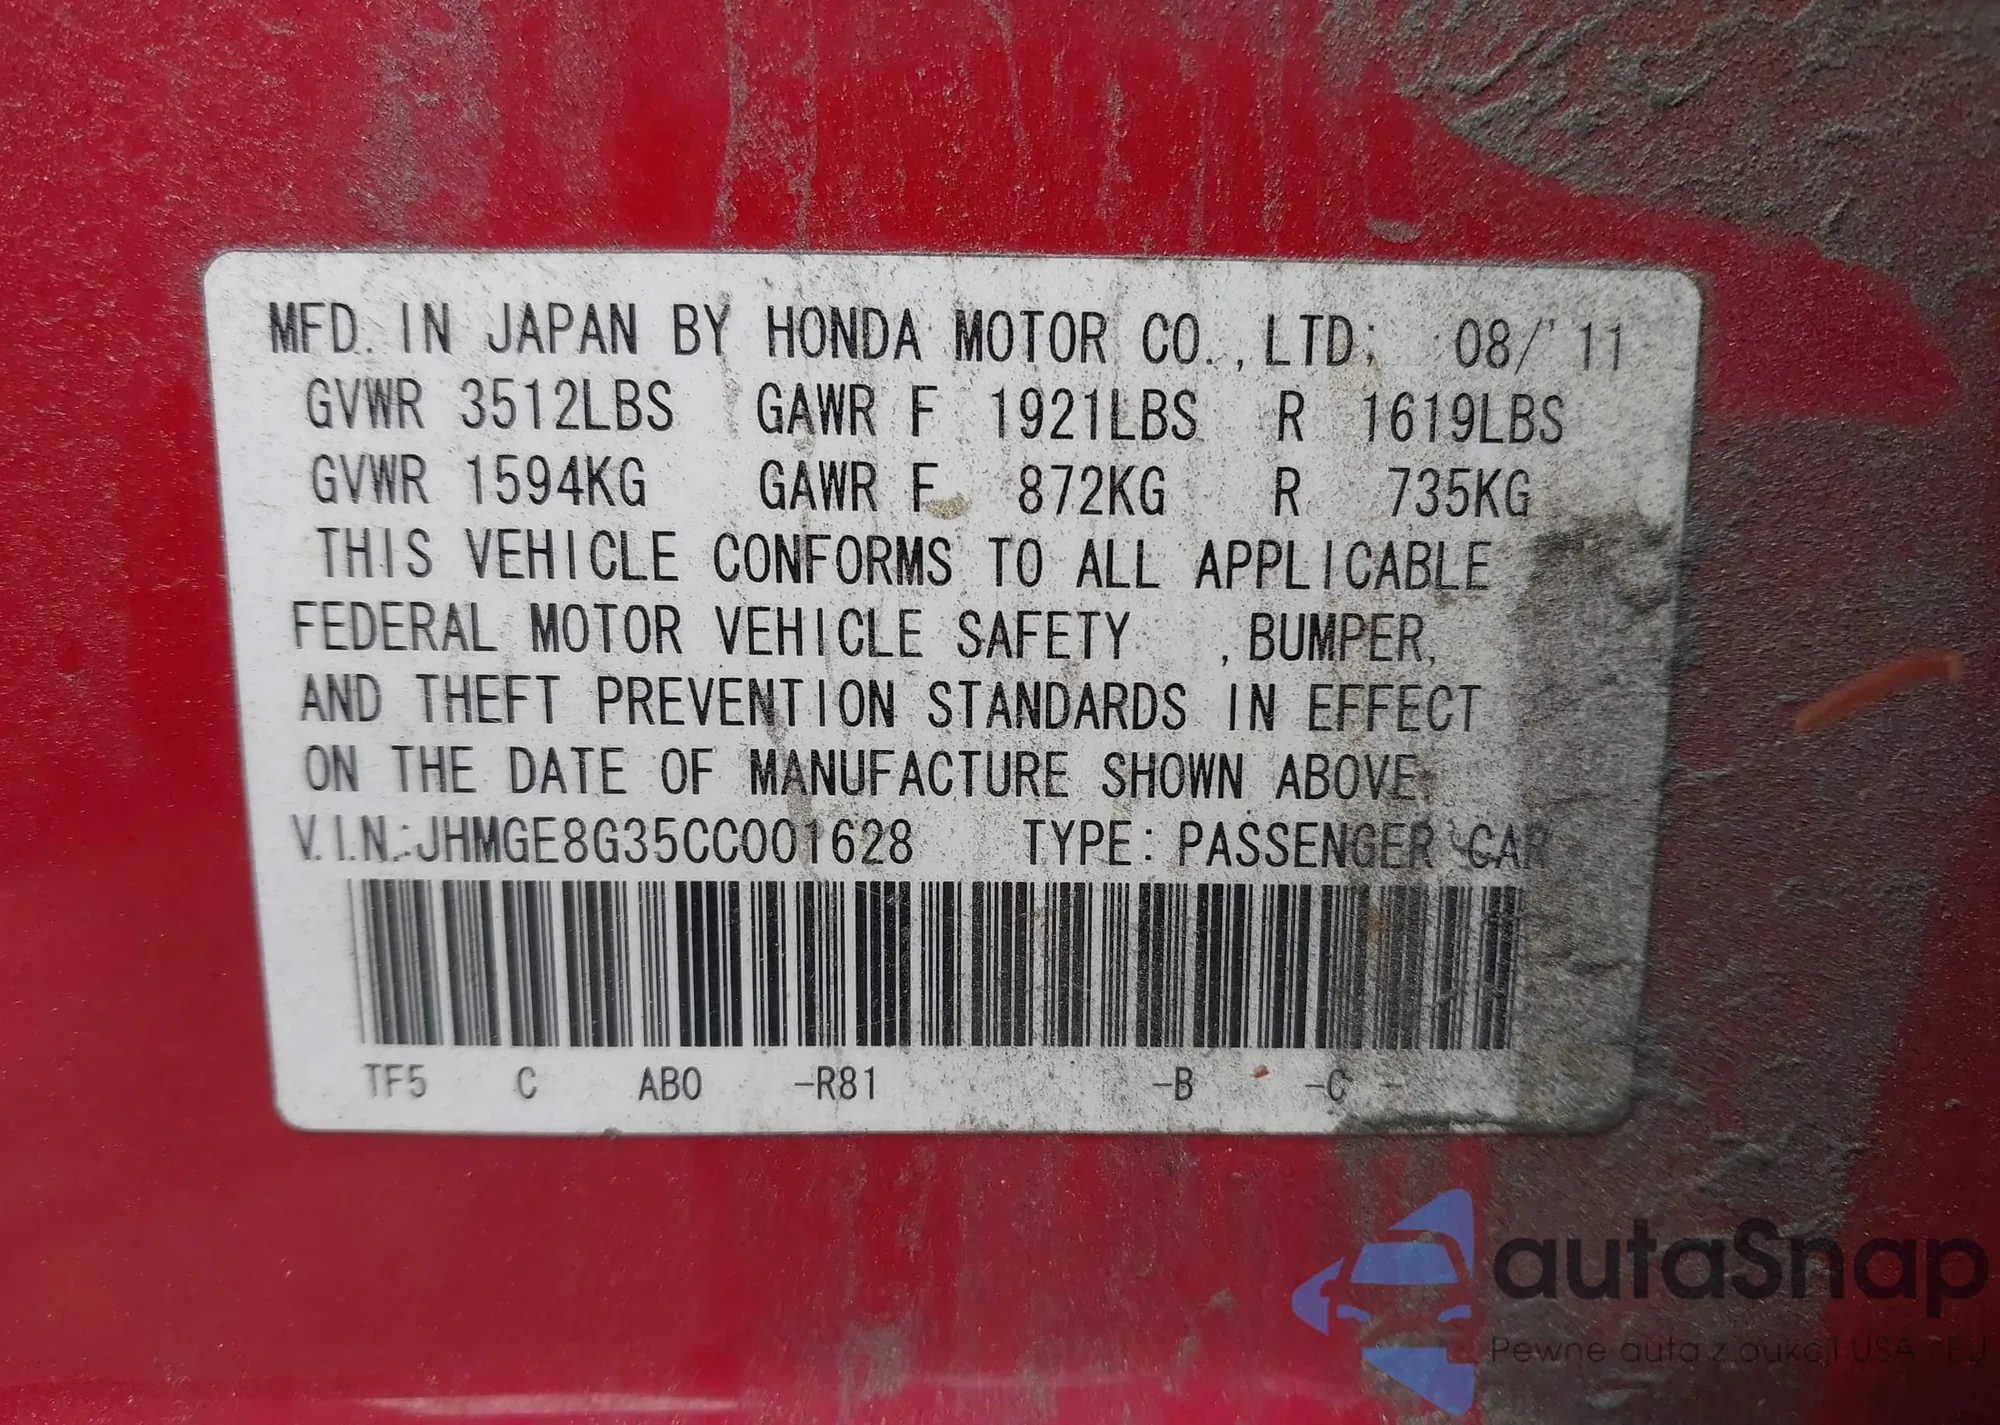 MFD. IN JAPAN BY HONDA MOTOR CO.,LTD; 08/'11
GVWR 3512LBS GAWR F 1921LBS R 1619LBS
GVWR 1594KG GAWR F 872KG R 735KG
THIS VEHICLE CONFORMS TO ALL APPLICABLE
FEDERAL MOTOR VEHICLE SAFETY ,BUMPER,
AND THEFT PREVENTION STANDARDS IN EFFECT
ON THE DATE OF MANUFACTURE SHOWN ABOVE.
V.I.N.:JHMGE8G35CC001628 TYPE: PASSENGER CAR
TF5 C AB0 -R81 -B -C -
autaSnap
Pewne auta z aukcji USA i EU